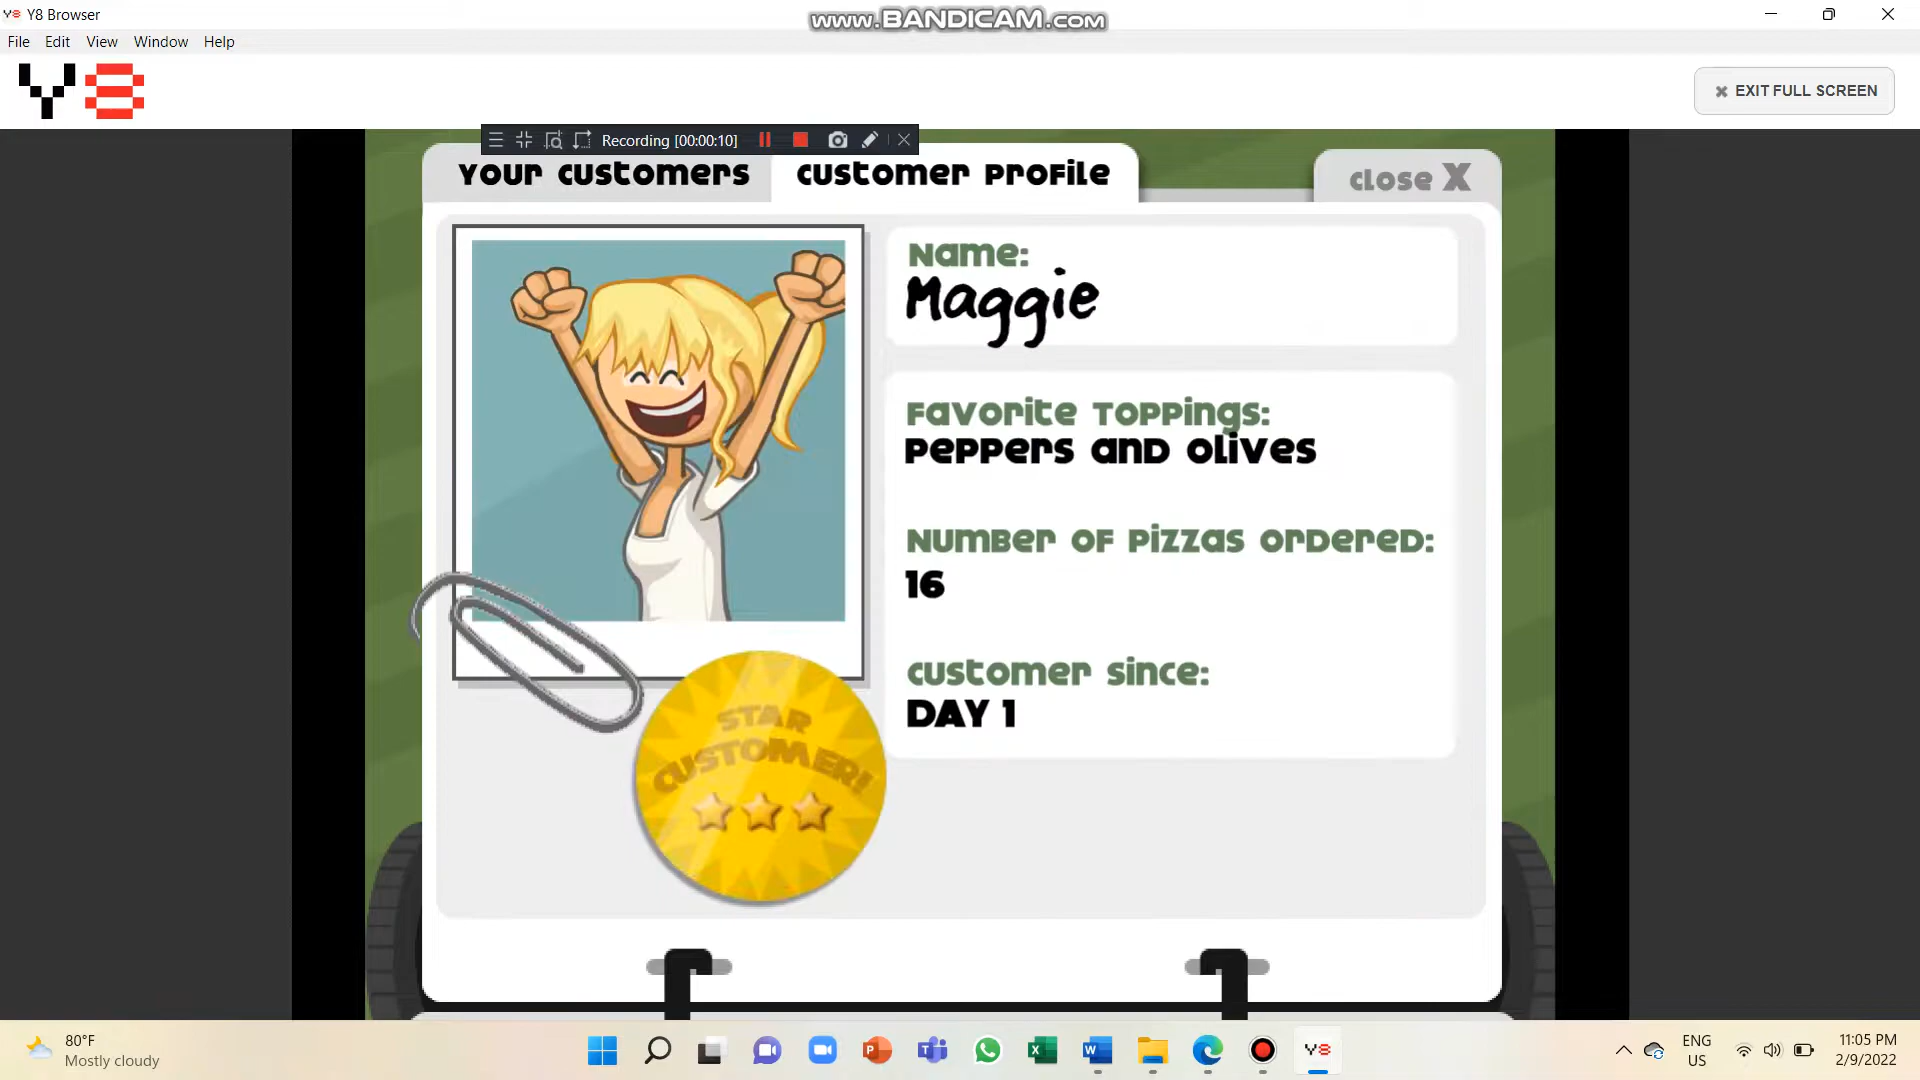 Y8 Browser
www.BANDICAM.com
File Edit View Window Help
Y8
EXIT FULL SCREEN
Recording [00:00:10]
Your Customers
Customer Profile
Close X
Name:
Maggie
Favorite Toppings:
Peppers and Olives
Number of Pizzas Ordered:
16
Customer Since:
DAY 1
STAR
CUSTOMER!
80°F
Mostly cloudy
ENG
US
11:05 PM
2/9/2022